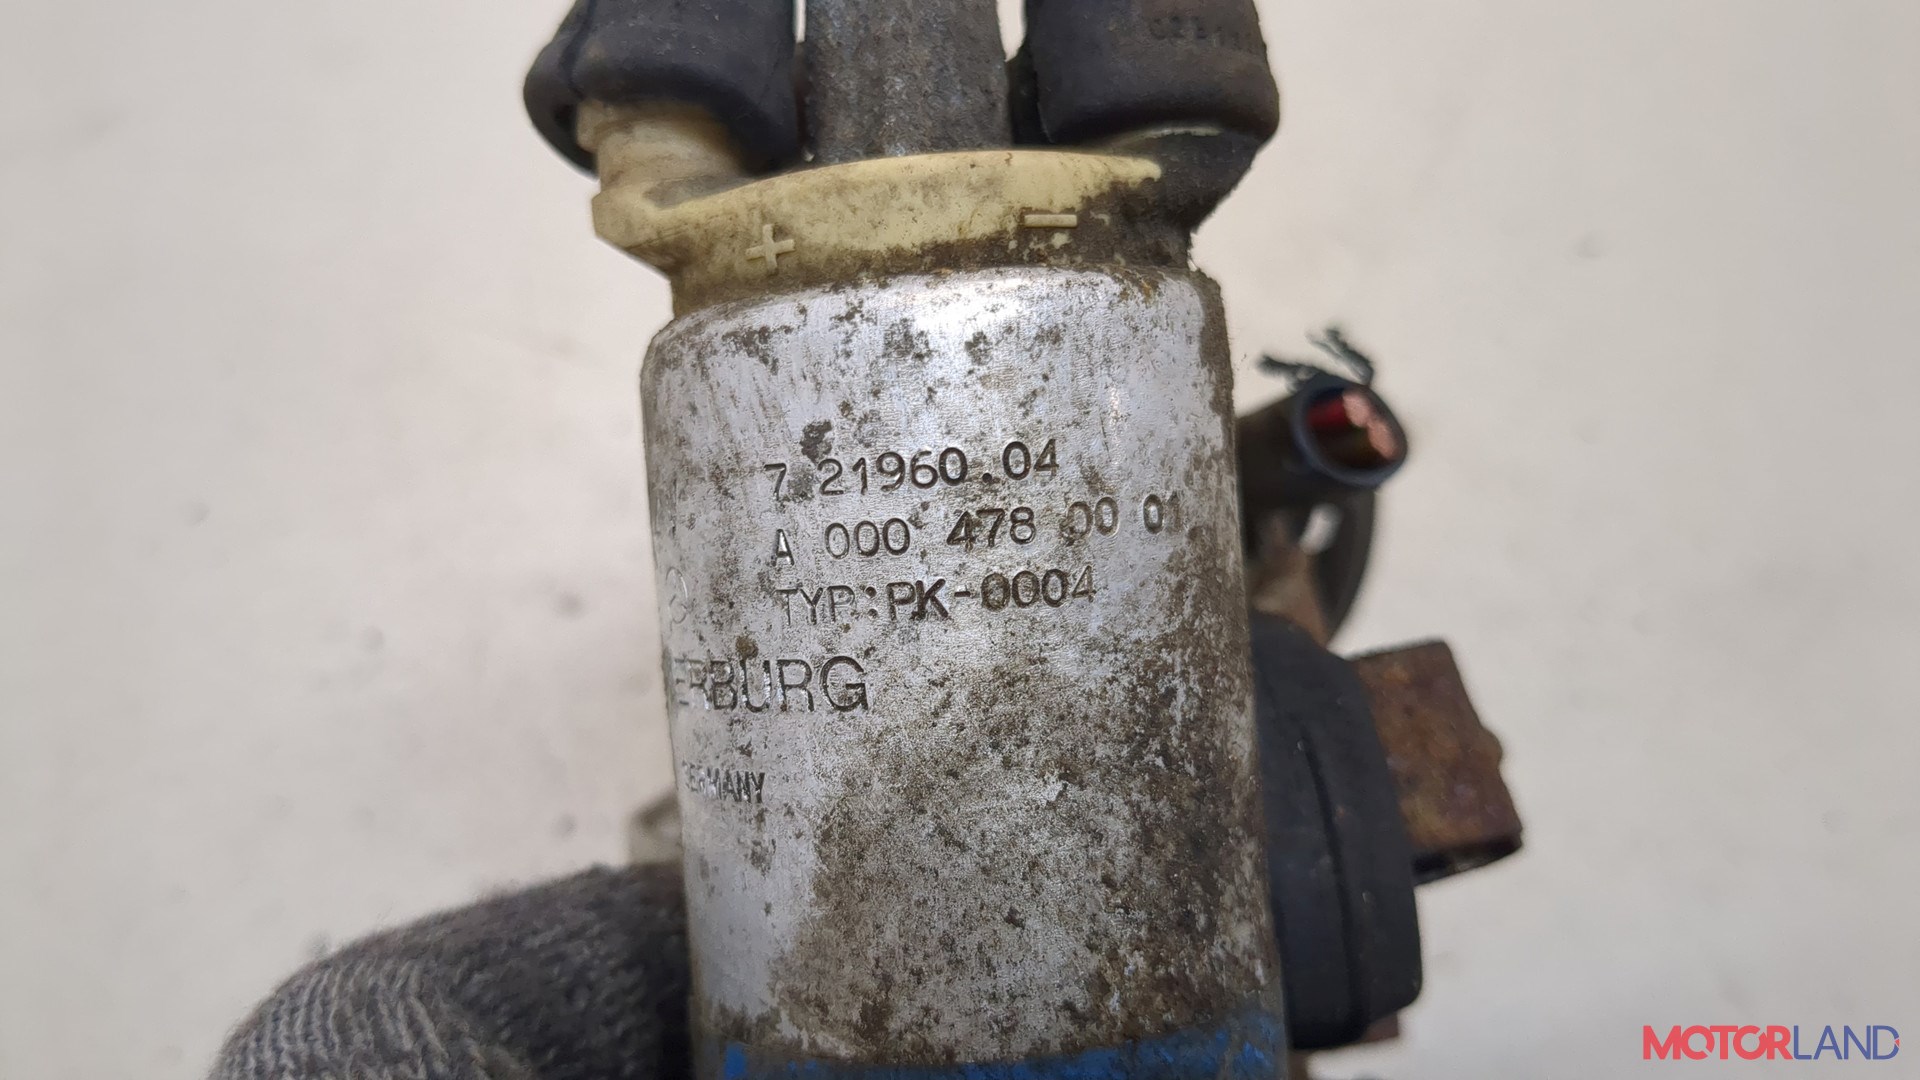 + −
7.21960.04
A 000 478 00 01
TYP:PK-0004
ERBURG
GERMANY
MOTORLAND